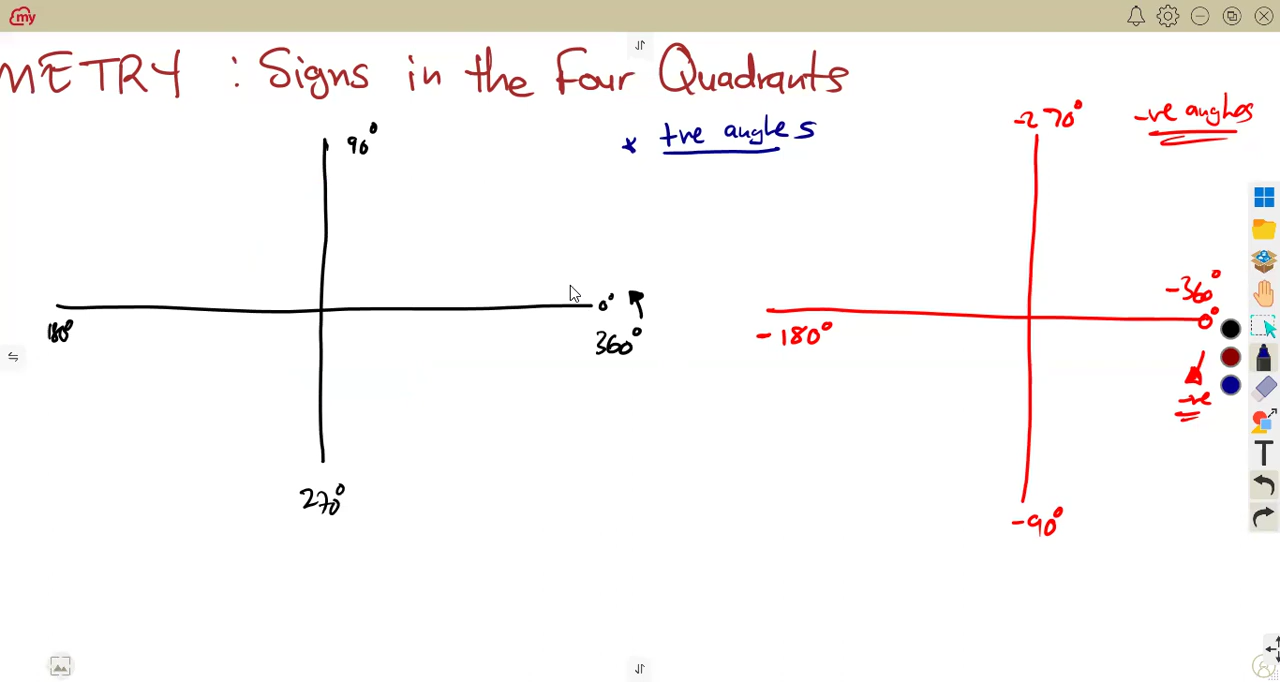 my
METRY : Signs in the Four Quadrants
90°
* +ve angles
-270°
-ve angles
180°
0°
360°
-180°
-360°
0°
-ve
270°
-90°
T